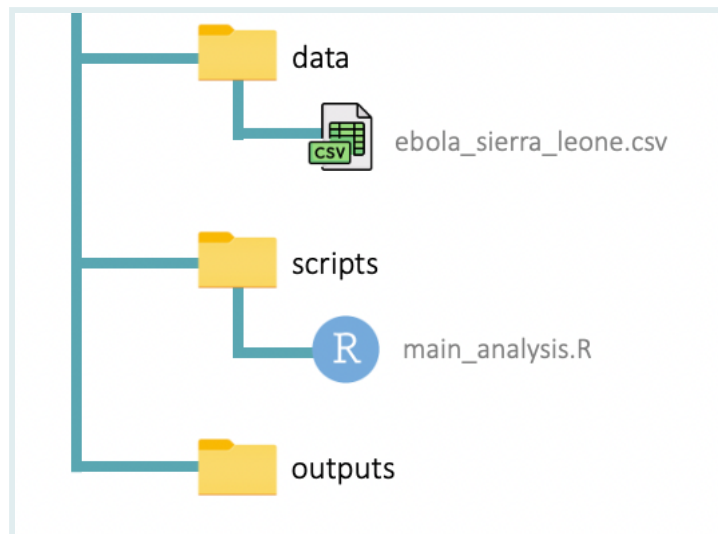 data
CSV
ebola_sierra_leone.csv
scripts
R
main_analysis.R
outputs